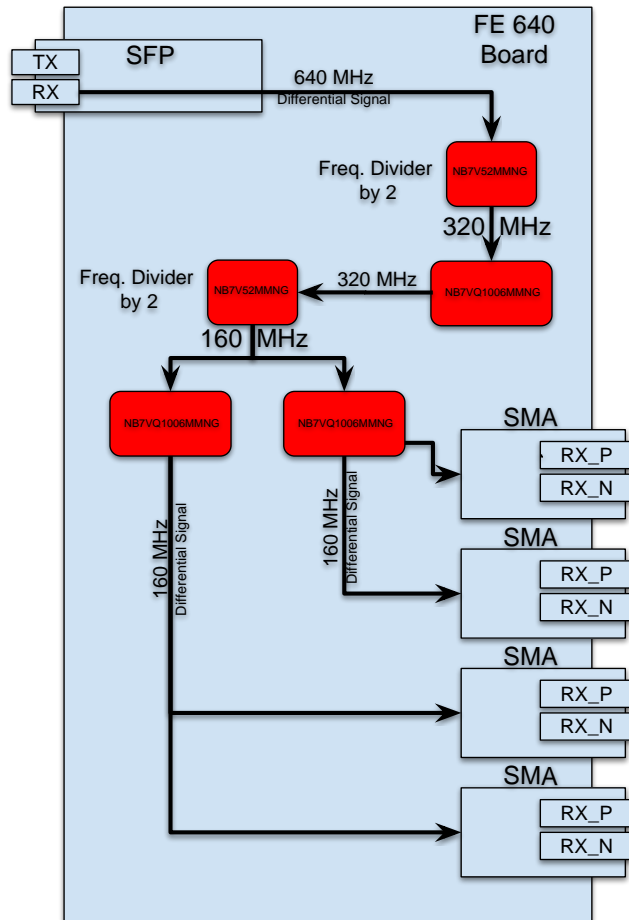 FE 640
Board
SFP
TX
RX
640 MHz
Differential Signal
Freq. Divider
by 2
NB7V52MMNG
320 MHz
Freq. Divider
by 2
NB7V52MMNG
320 MHz
NB7VQ1006MMNG
160 MHz
NB7VQ1006MMNG
NB7VQ1006MMNG
SMA
RX_P
RX_N
160 MHz
Differential Signal
160 MHz
Differential Signal
SMA
RX_P
RX_N
SMA
RX_P
RX_N
SMA
RX_P
RX_N